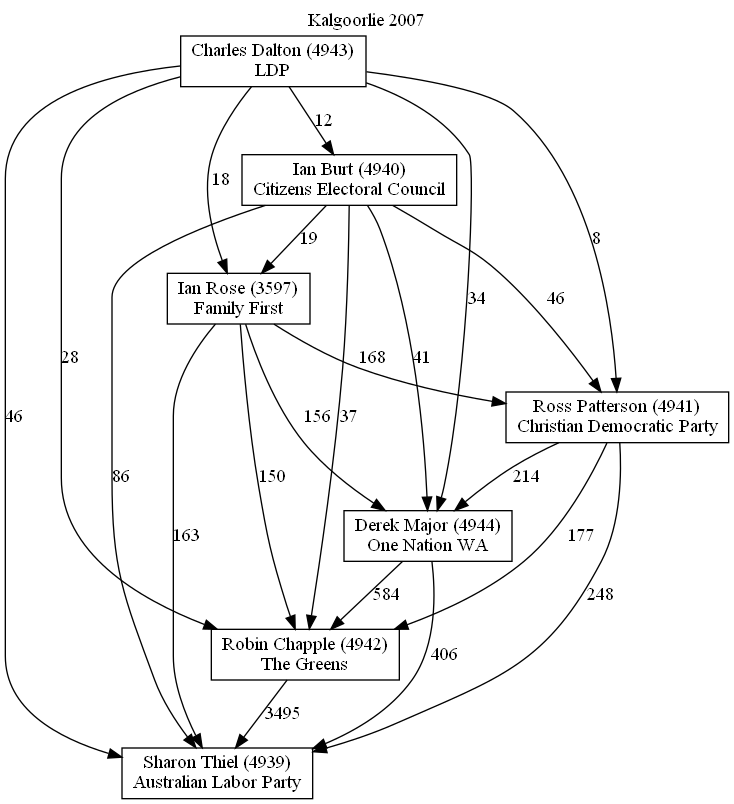 Kalgoorlie 2007
Charles Dalton (4943)
LDP
12
Ian Burt (4940)
Citizens Electoral Council
18
19
8
Ian Rose (3597)
Family First
34
46
28
168
41
Ross Patterson (4941)
Christian Democratic Party
46
156
37
86
150
214
Derek Major (4944)
One Nation WA
163
177
584
248
Robin Chapple (4942)
The Greens
406
3495
Sharon Thiel (4939)
Australian Labor Party